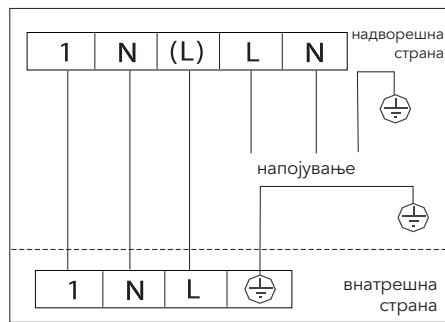 1 N (L) L N
надворешна
страна
напојување
1 N L
внатрешна
страна